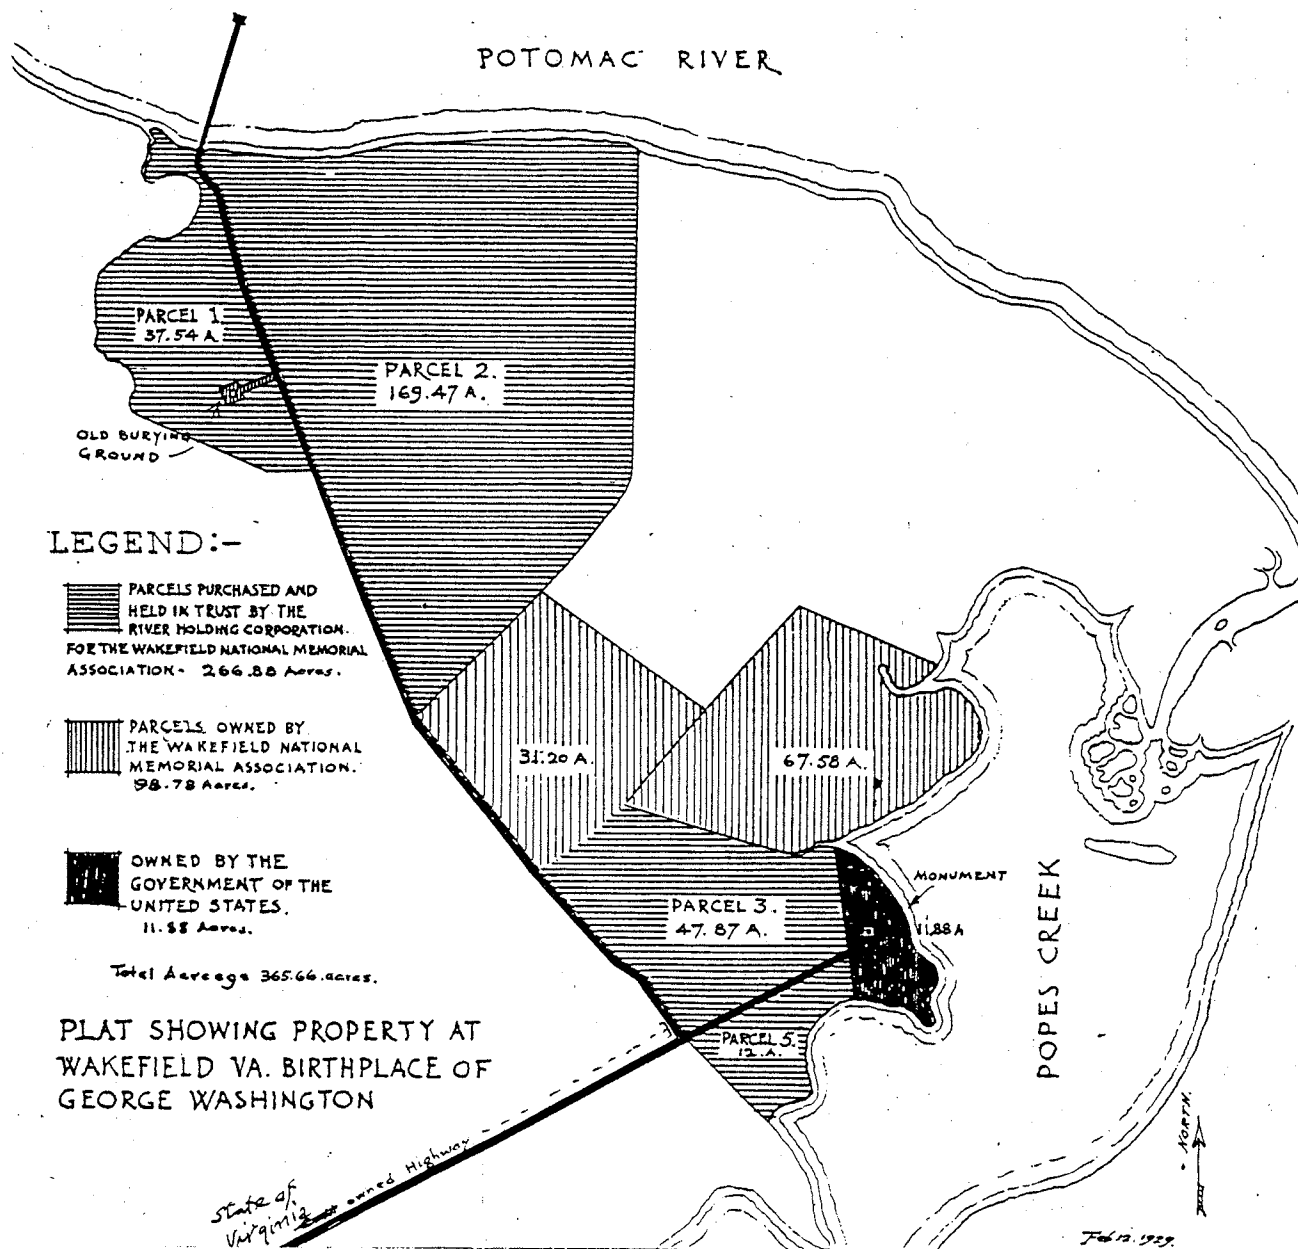 POTOMAC RIVER
PARCEL 1.
37.54 A.
PARCEL 2.
169.47 A.
OLD BURYING
GROUND
LEGEND:-
PARCELS PURCHASED AND
HELD IN TRUST BY THE
RIVER HOLDING CORPORATION.
FOR THE WAKEFIELD NATIONAL MEMORIAL
ASSOCIATION - 266.88 Acres.
PARCELS OWNED BY
THE WAKEFIELD NATIONAL
MEMORIAL ASSOCIATION.
98.78 Acres.
OWNED BY THE
GOVERNMENT OF THE
UNITED STATES.
11.88 Acres.
Total Acreage 365.66 acres.
31.20 A.
67.58 A.
MONUMENT
11.88 A
PARCEL 3.
47.87 A.
PARCEL 5.
12. A.
POPES CREEK
PLAT SHOWING PROPERTY AT
WAKEFIELD VA. BIRTHPLACE OF
GEORGE WASHINGTON
State of
Virginia owned Highway
NORTH.
Feb 12. 1929.